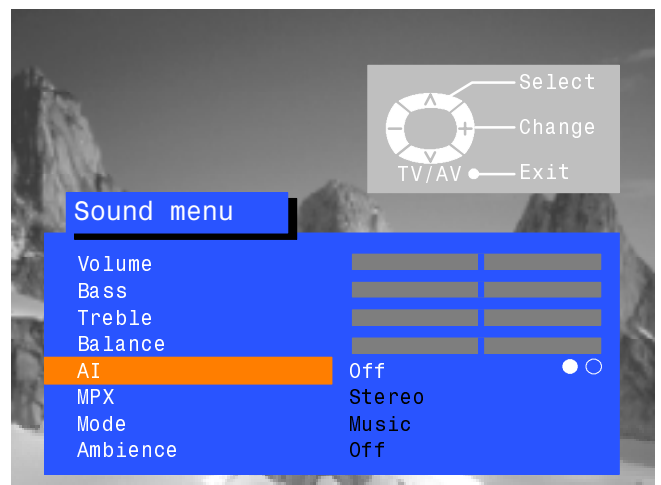 Select
Change
TV/AV Exit
Sound menu
Volume
Bass
Treble
Balance
AI Off
MPX Stereo
Mode Music
Ambience Off